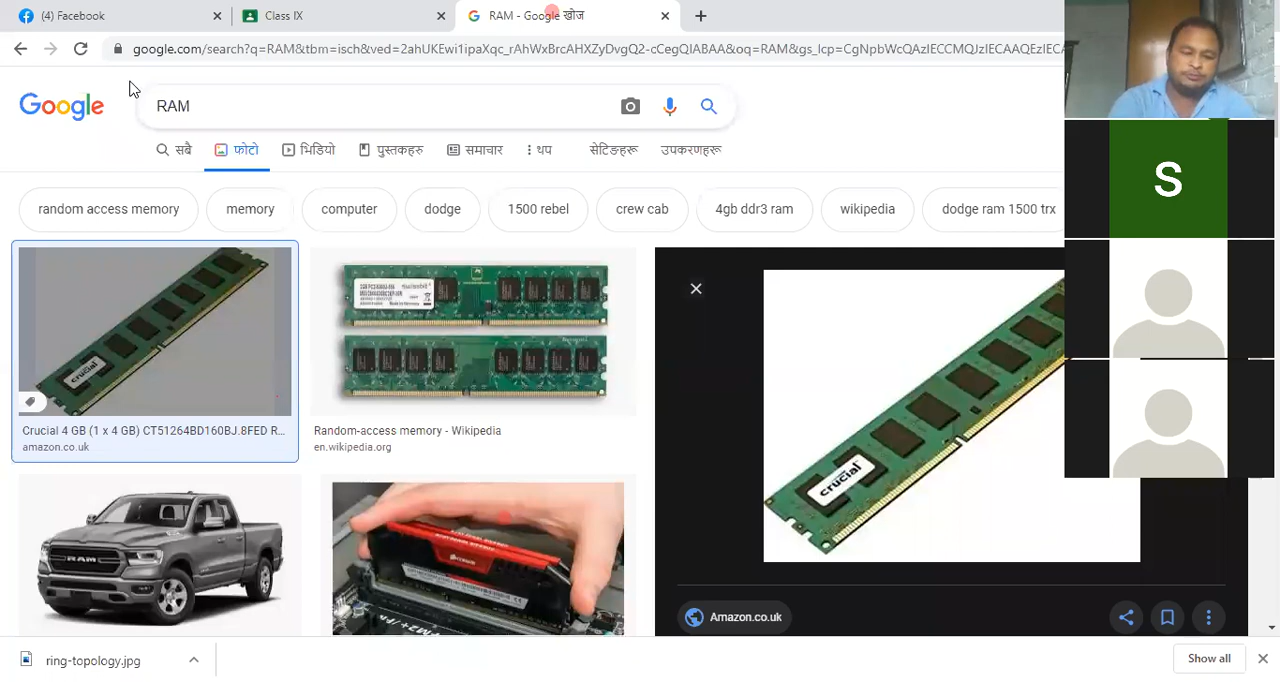 (4) Facebook
Class IX
RAM - Google खोज
google.com/search?q=RAM&tbm=isch&ved=2ahUKEwi1ipaXqc_rAhWxBrcAHXZyDvgQ2-cCegQIABAA&oq=RAM&gs_lcp=CgNpbWcQAzIECCMQJzIECAAQEzIECA
Google
RAM
सबै
फोटो
भिडियो
पुस्तकहरु
समाचार
थप
सेटिङहरू
उपकरणहरू
random access memory
memory
computer
dodge
1500 rebel
crew cab
4gb ddr3 ram
wikipedia
dodge ram 1500 trx
S
crucial
Crucial 4 GB (1 x 4 GB) CT51264BD160BJ.8FED R...
amazon.co.uk
Random-access memory - Wikipedia
en.wikipedia.org
crucial
RAM
Amazon.co.uk
ring-topology.jpg
Show all